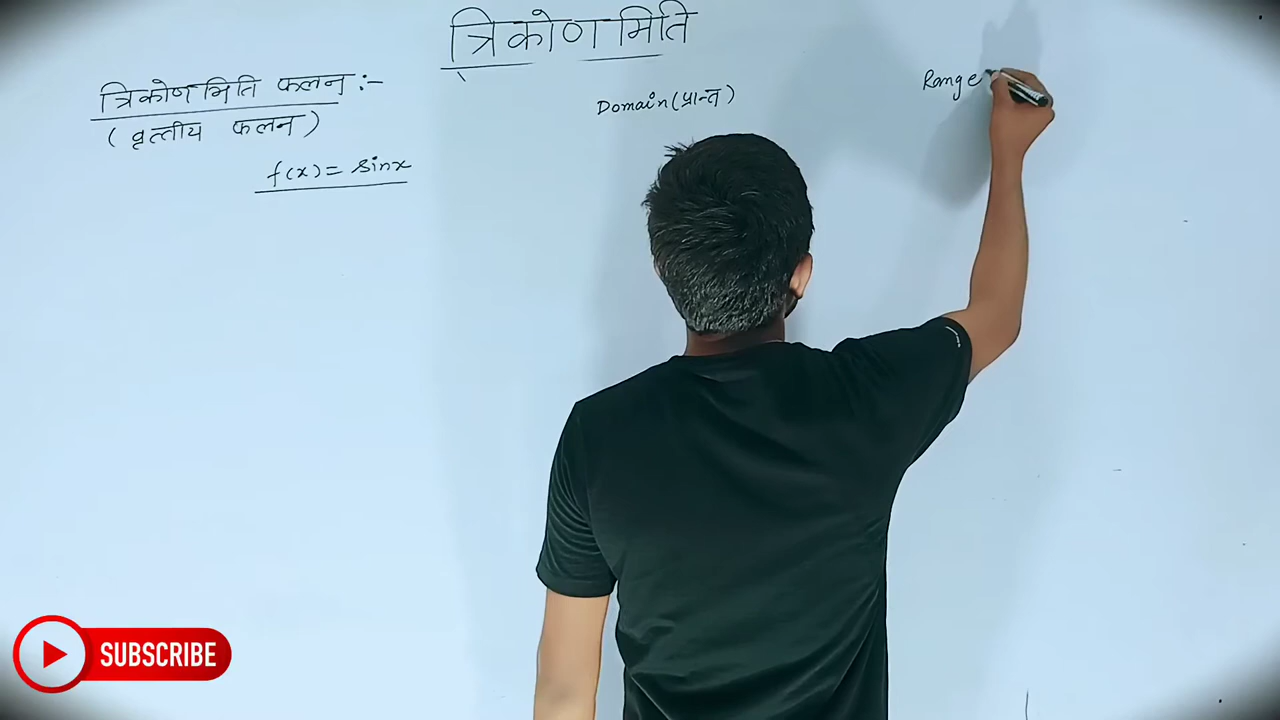 त्रिकोणमिति
त्रिकोणमिति फलन :-
(वृत्तीय फलन)
f(x) = sinx
Domain (प्रान्त)
Range
SUBSCRIBE